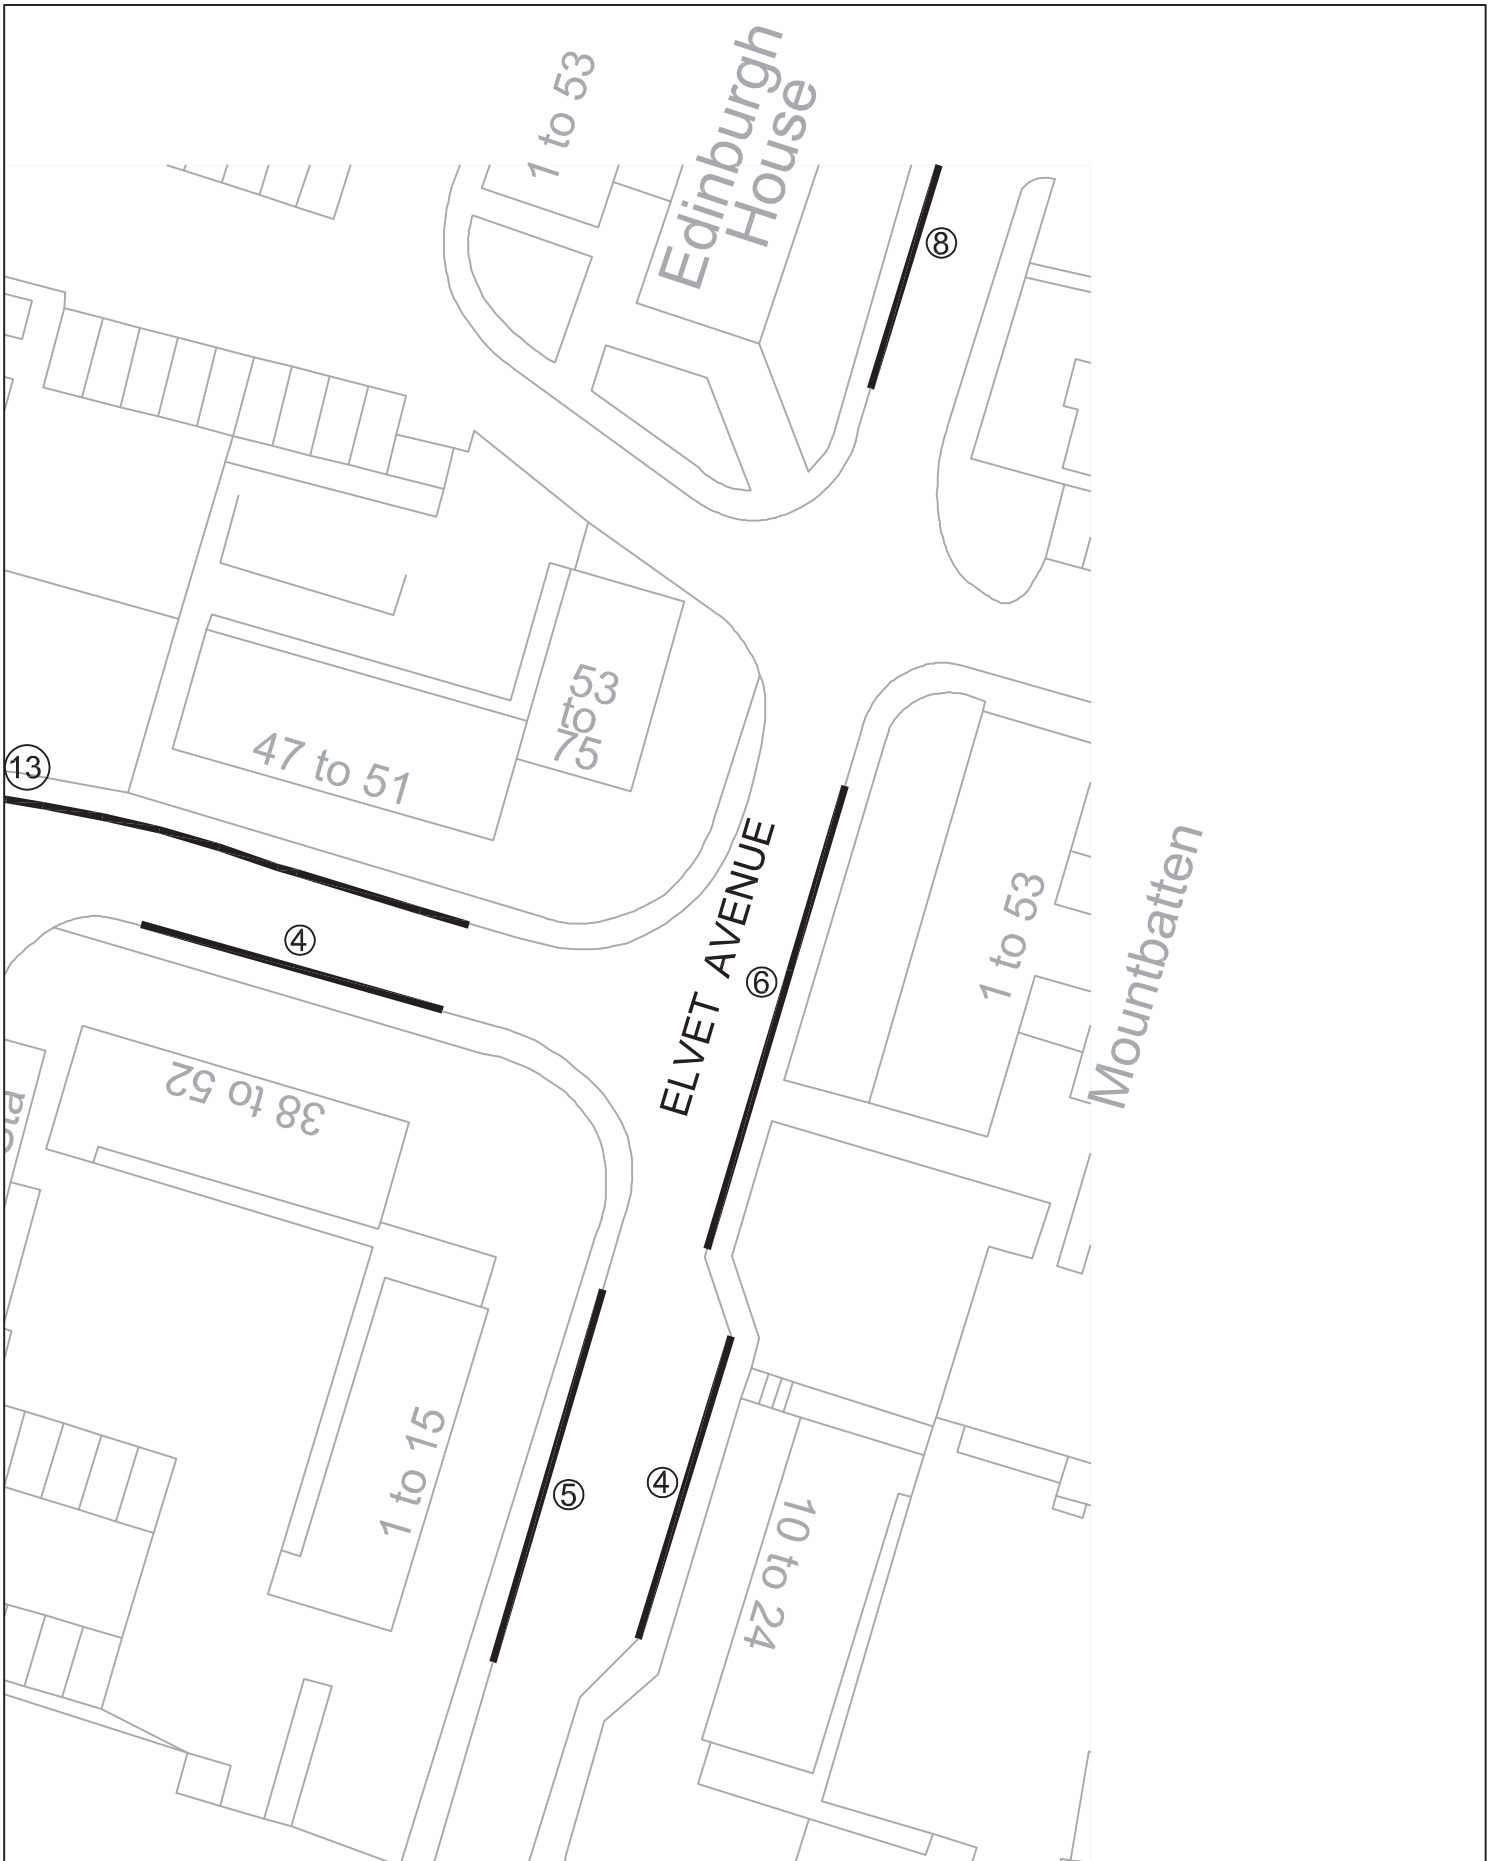 1 to 53
Edinburgh
House
8
53
to
75
47 to 51
13
ELVET AVENUE
4
6
1 to 53
Mountbatten
38 to 52
1 to 15
5
4
10 to 24